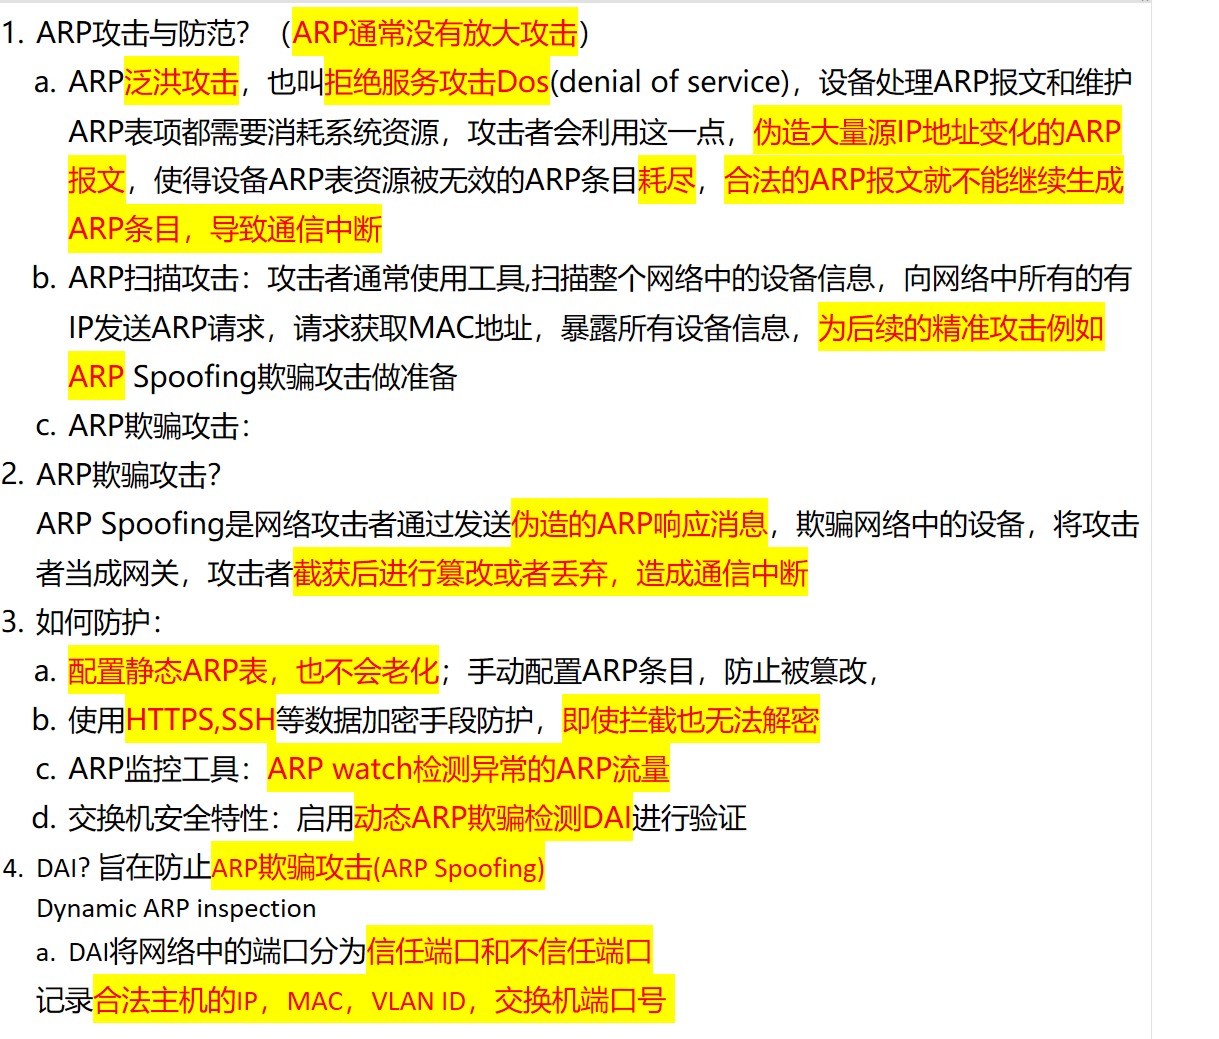 1. ARP攻击与防范？（ARP通常没有放大攻击）
a. ARP泛洪攻击，也叫拒绝服务攻击Dos(denial of service)，设备处理ARP报文和维护
ARP表项都需要消耗系统资源，攻击者会利用这一点，伪造大量源IP地址变化的ARP
报文，使得设备ARP表资源被无效的ARP条目耗尽，合法的ARP报文就不能继续生成
ARP条目，导致通信中断
b. ARP扫描攻击：攻击者通常使用工具,扫描整个网络中的设备信息，向网络中所有的有
IP发送ARP请求，请求获取MAC地址，暴露所有设备信息，为后续的精准攻击例如
ARP Spoofing欺骗攻击做准备
c. ARP欺骗攻击：
2. ARP欺骗攻击？
ARP Spoofing是网络攻击者通过发送伪造的ARP响应消息，欺骗网络中的设备，将攻击
者当成网关，攻击者截获后进行篡改或者丢弃，造成通信中断
3. 如何防护：
a. 配置静态ARP表，也不会老化；手动配置ARP条目，防止被篡改，
b. 使用HTTPS,SSH等数据加密手段防护，即使拦截也无法解密
c. ARP监控工具：ARP watch检测异常的ARP流量
d. 交换机安全特性：启用动态ARP欺骗检测DAI进行验证
4. DAI? 旨在防止ARP欺骗攻击(ARP Spoofing)
Dynamic ARP inspection
a. DAI将网络中的端口分为信任端口和不信任端口
记录合法主机的IP，MAC，VLAN ID，交换机端口号